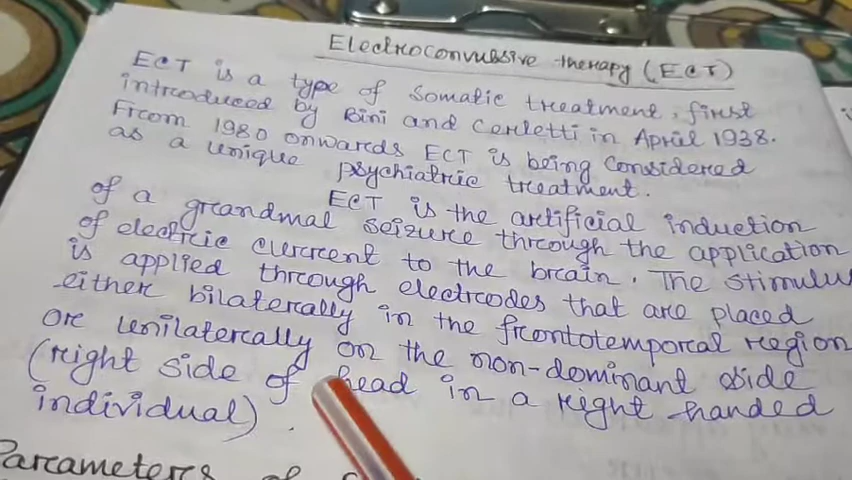 Electroconvulsive therapy (ECT)
ECT is a type of Somatic treatment, first
introduced by Bini and Cerletti in April 1938.
From 1980 onwards ECT is being considered
as a unique psychiatric treatment.
ECT is the artificial induction
of a grandmal seizure through the application
of electric current to the brain. The stimulus
is applied through electrodes that are placed
either bilaterally in the frontotemporal region
or unilaterally on the non-dominant side
(right side of head in a right handed
individual).
Parameters of